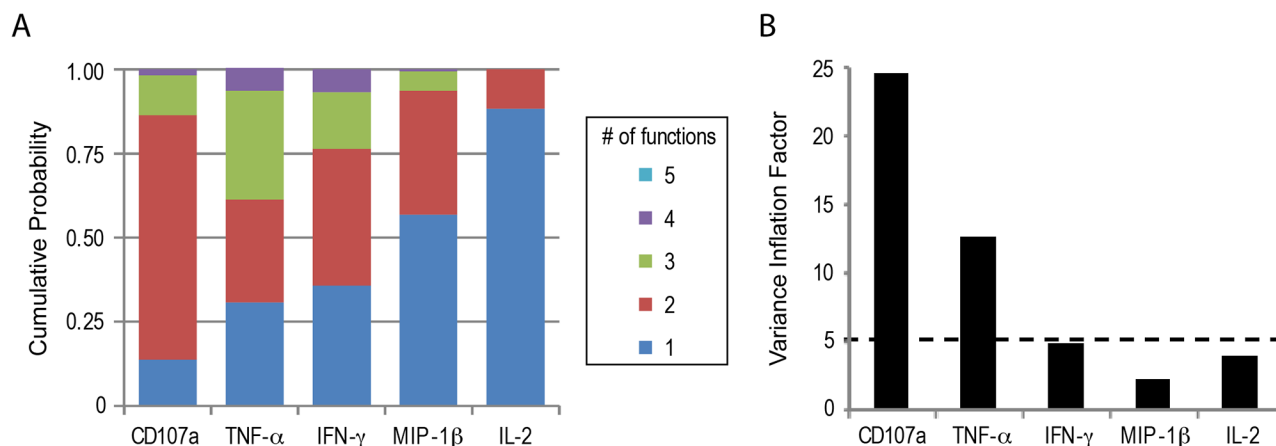 A
Cumulative Probability
1.00
0.75
0.50
0.25
0
CD107a TNF-α IFN-γ MIP-1β IL-2
# of functions
5
4
3
2
1
B
Variance Inflation Factor
25
20
15
10
5
0
CD107a TNF-α IFN-γ MIP-1β IL-2